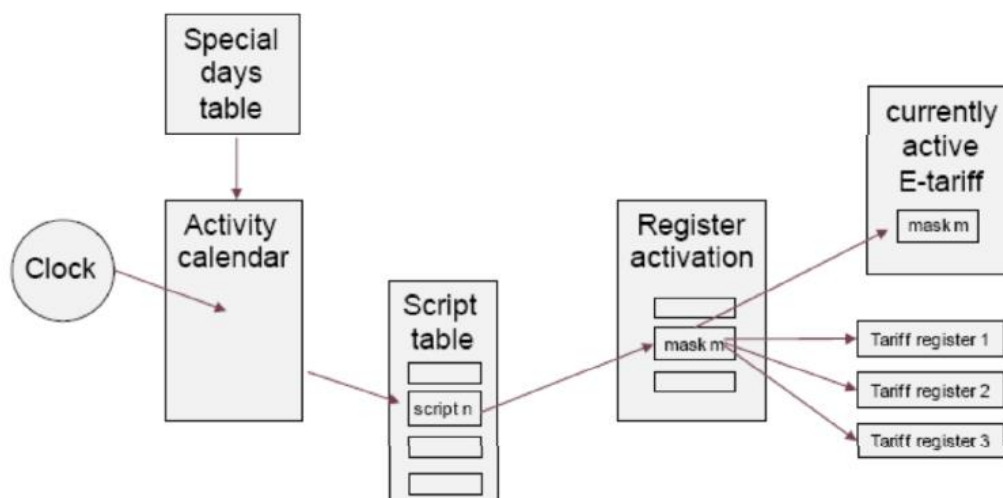 Special
days
table
currently
active
E-tariff
mask m
Activity
calendar
Register
activation
Clock
Script
table
mask m
Tariff register 1
script n
Tariff register 2
Tariff register 3